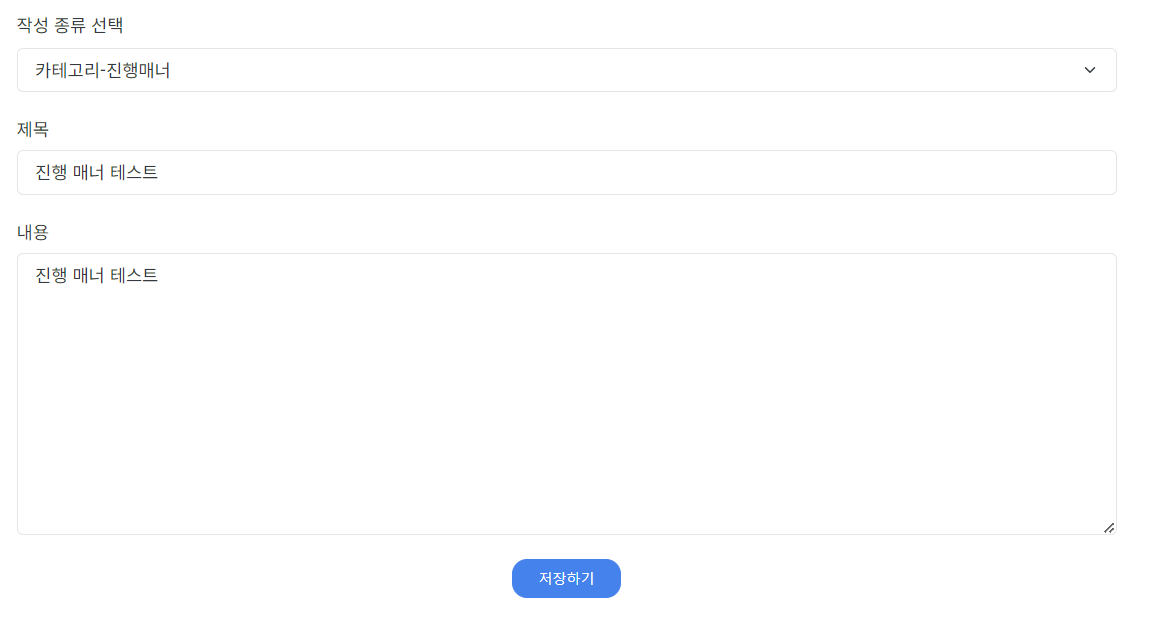 작성 종류 선택
카테고리-진행매너
제목
진행 매너 테스트
내용
진행 매너 테스트
저장하기